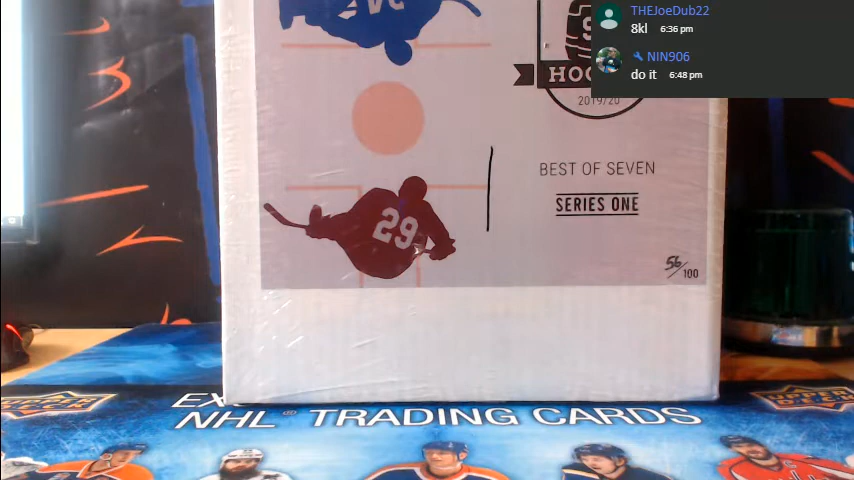 THEJoeDub22
8kl 6:36 pm
NIN906
do it 6:48 pm
2019/20
BEST OF SEVEN
SERIES ONE
29
56/100
NHL® TRADING CARDS